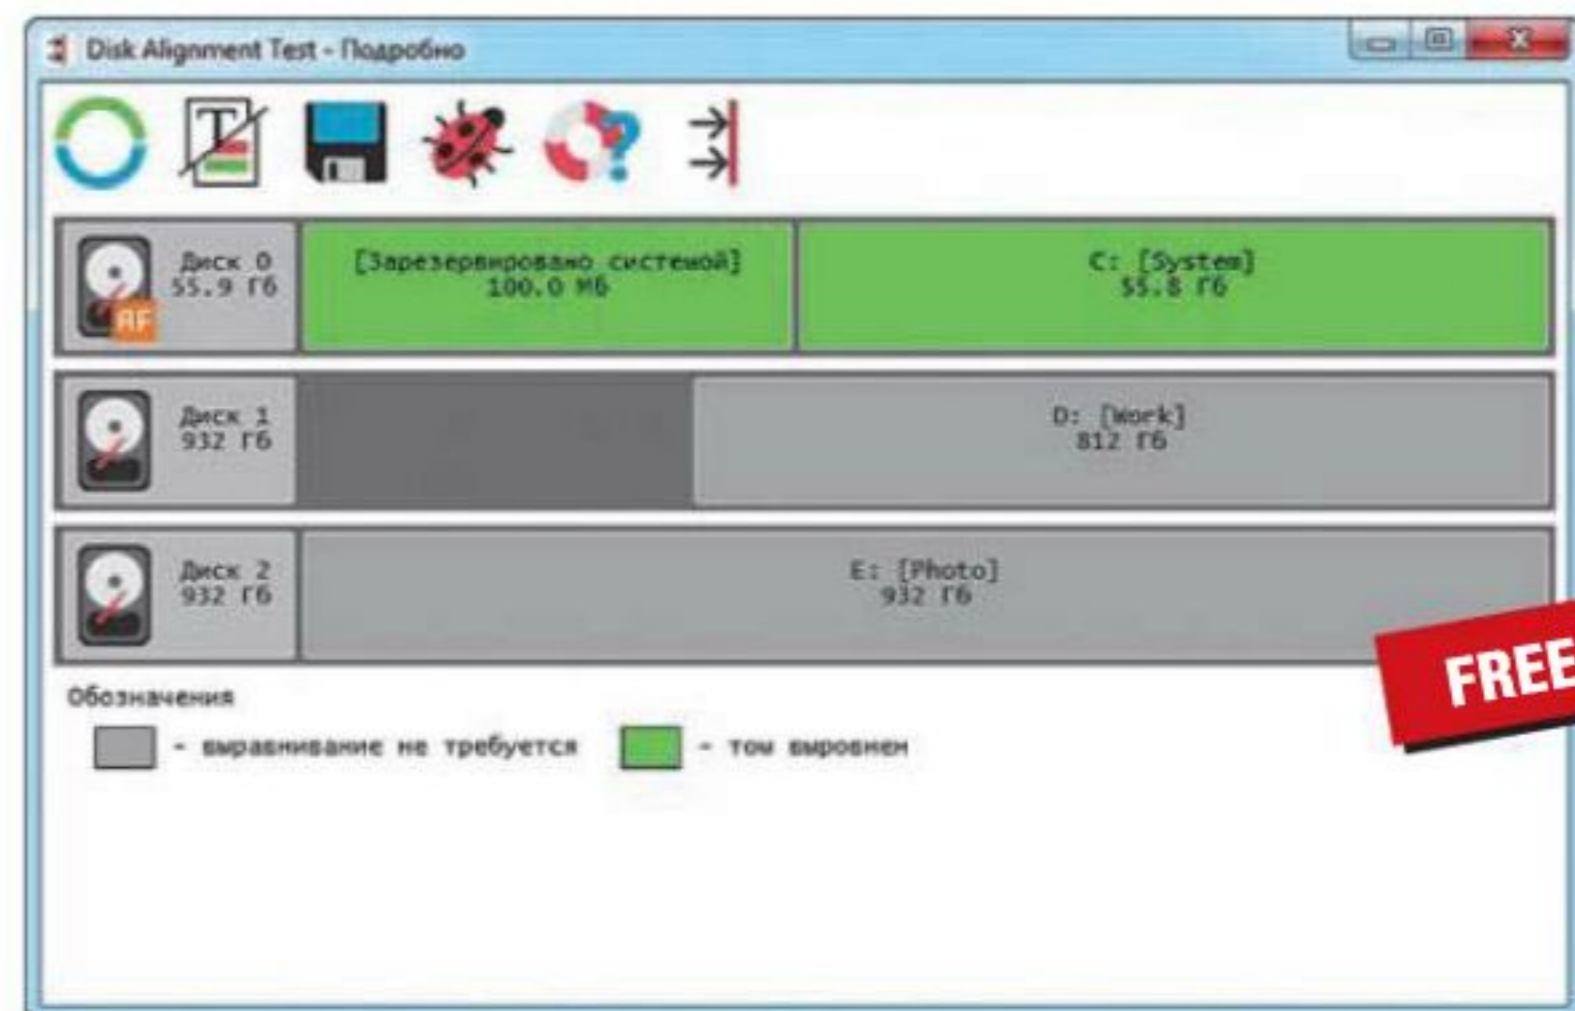 Disk Alignment Test - Подробно
AF
Диск 0
55.9 Гб
[Зарезервировано системой]
100.0 Мб
C: [System]
55.8 Гб
Диск 1
932 Гб
D: [Work]
812 Гб
Диск 2
932 Гб
E: [Photo]
932 Гб
FREE
Обозначения
- выравнивание не требуется
- том выровнен